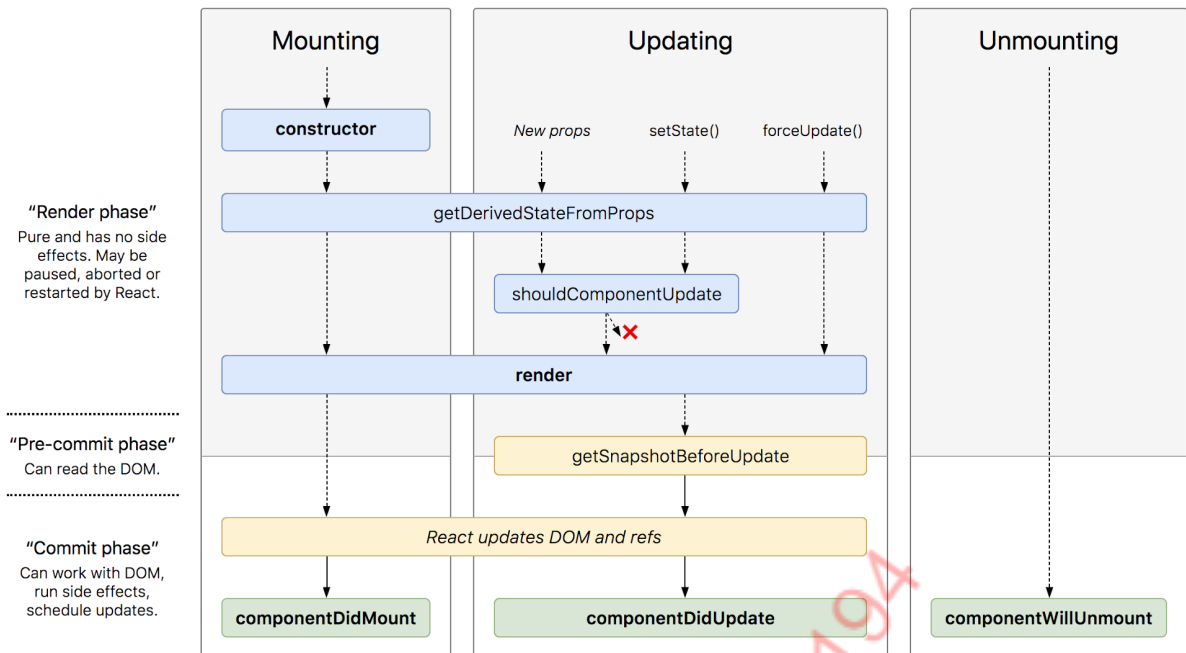 Mounting
Updating
Unmounting
constructor
New props
setState()
forceUpdate()
“Render phase”
Pure and has no side
effects. May be
paused, aborted or
restarted by React.
getDerivedStateFromProps
shouldComponentUpdate
render
“Pre-commit phase”
Can read the DOM.
getSnapshotBeforeUpdate
“Commit phase”
Can work with DOM,
run side effects,
schedule updates.
React updates DOM and refs
componentDidMount
componentDidUpdate
componentWillUnmount
194